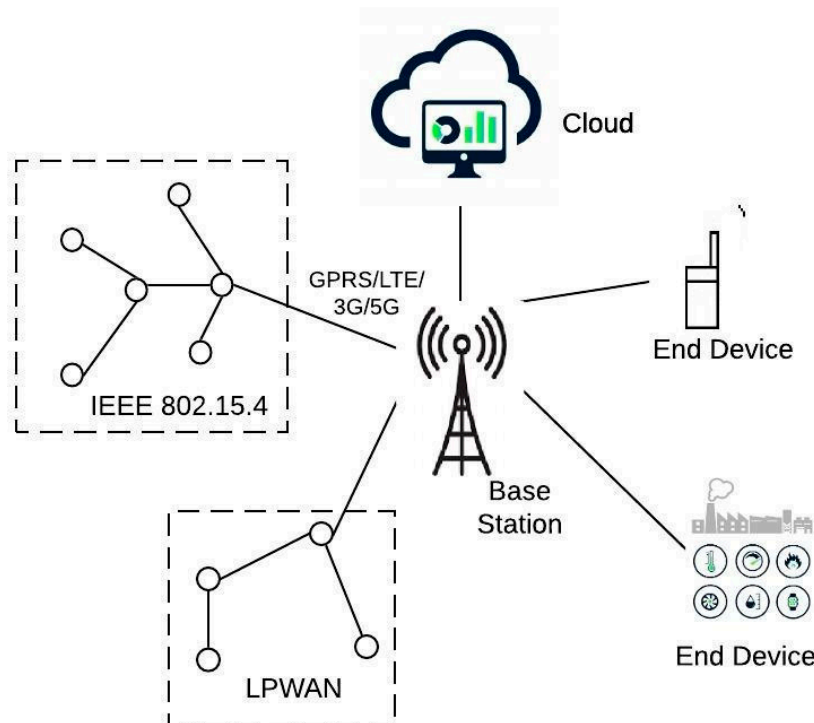 Cloud
GPRS/LTE/
3G/5G
End Device
IEEE 802.15.4
Base
Station
End Device
LPWAN